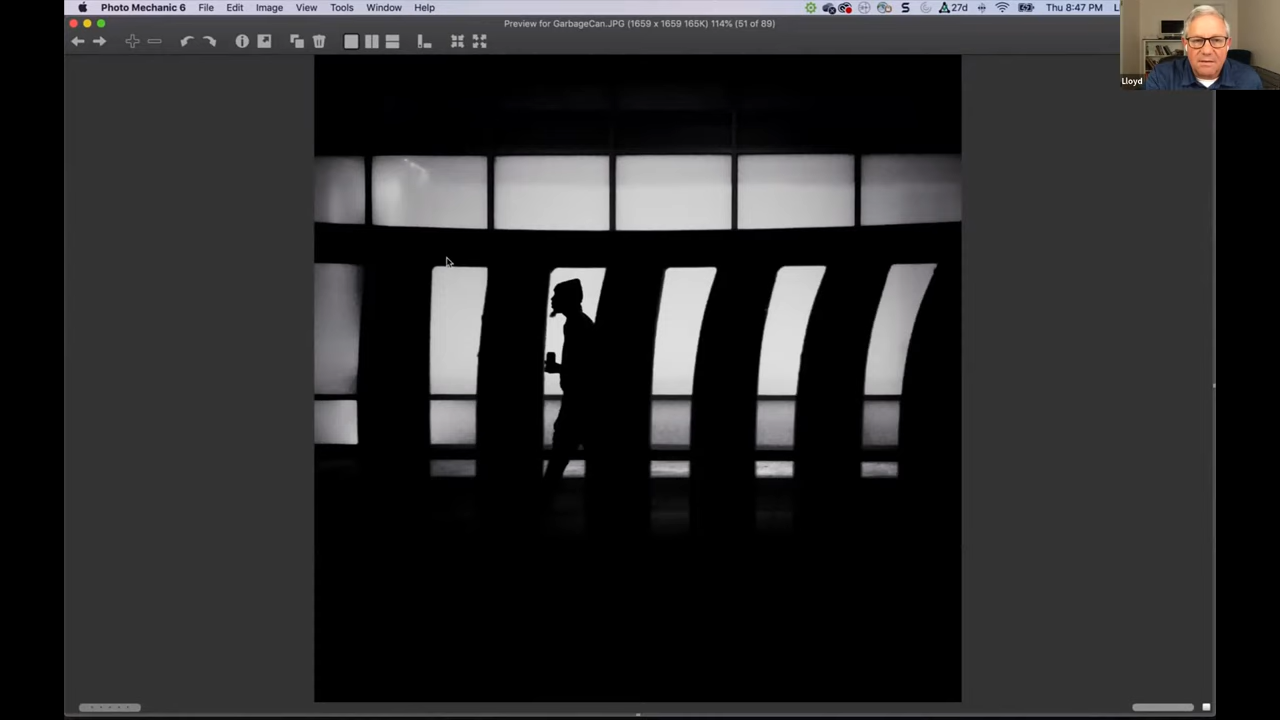 Photo Mechanic 6 File Edit Image View Tools Window Help 27d Thu 8:47 PM L
Preview for GarbageCan.JPG (1659 x 1659 165K) 114% (51 of 89)
Lloyd